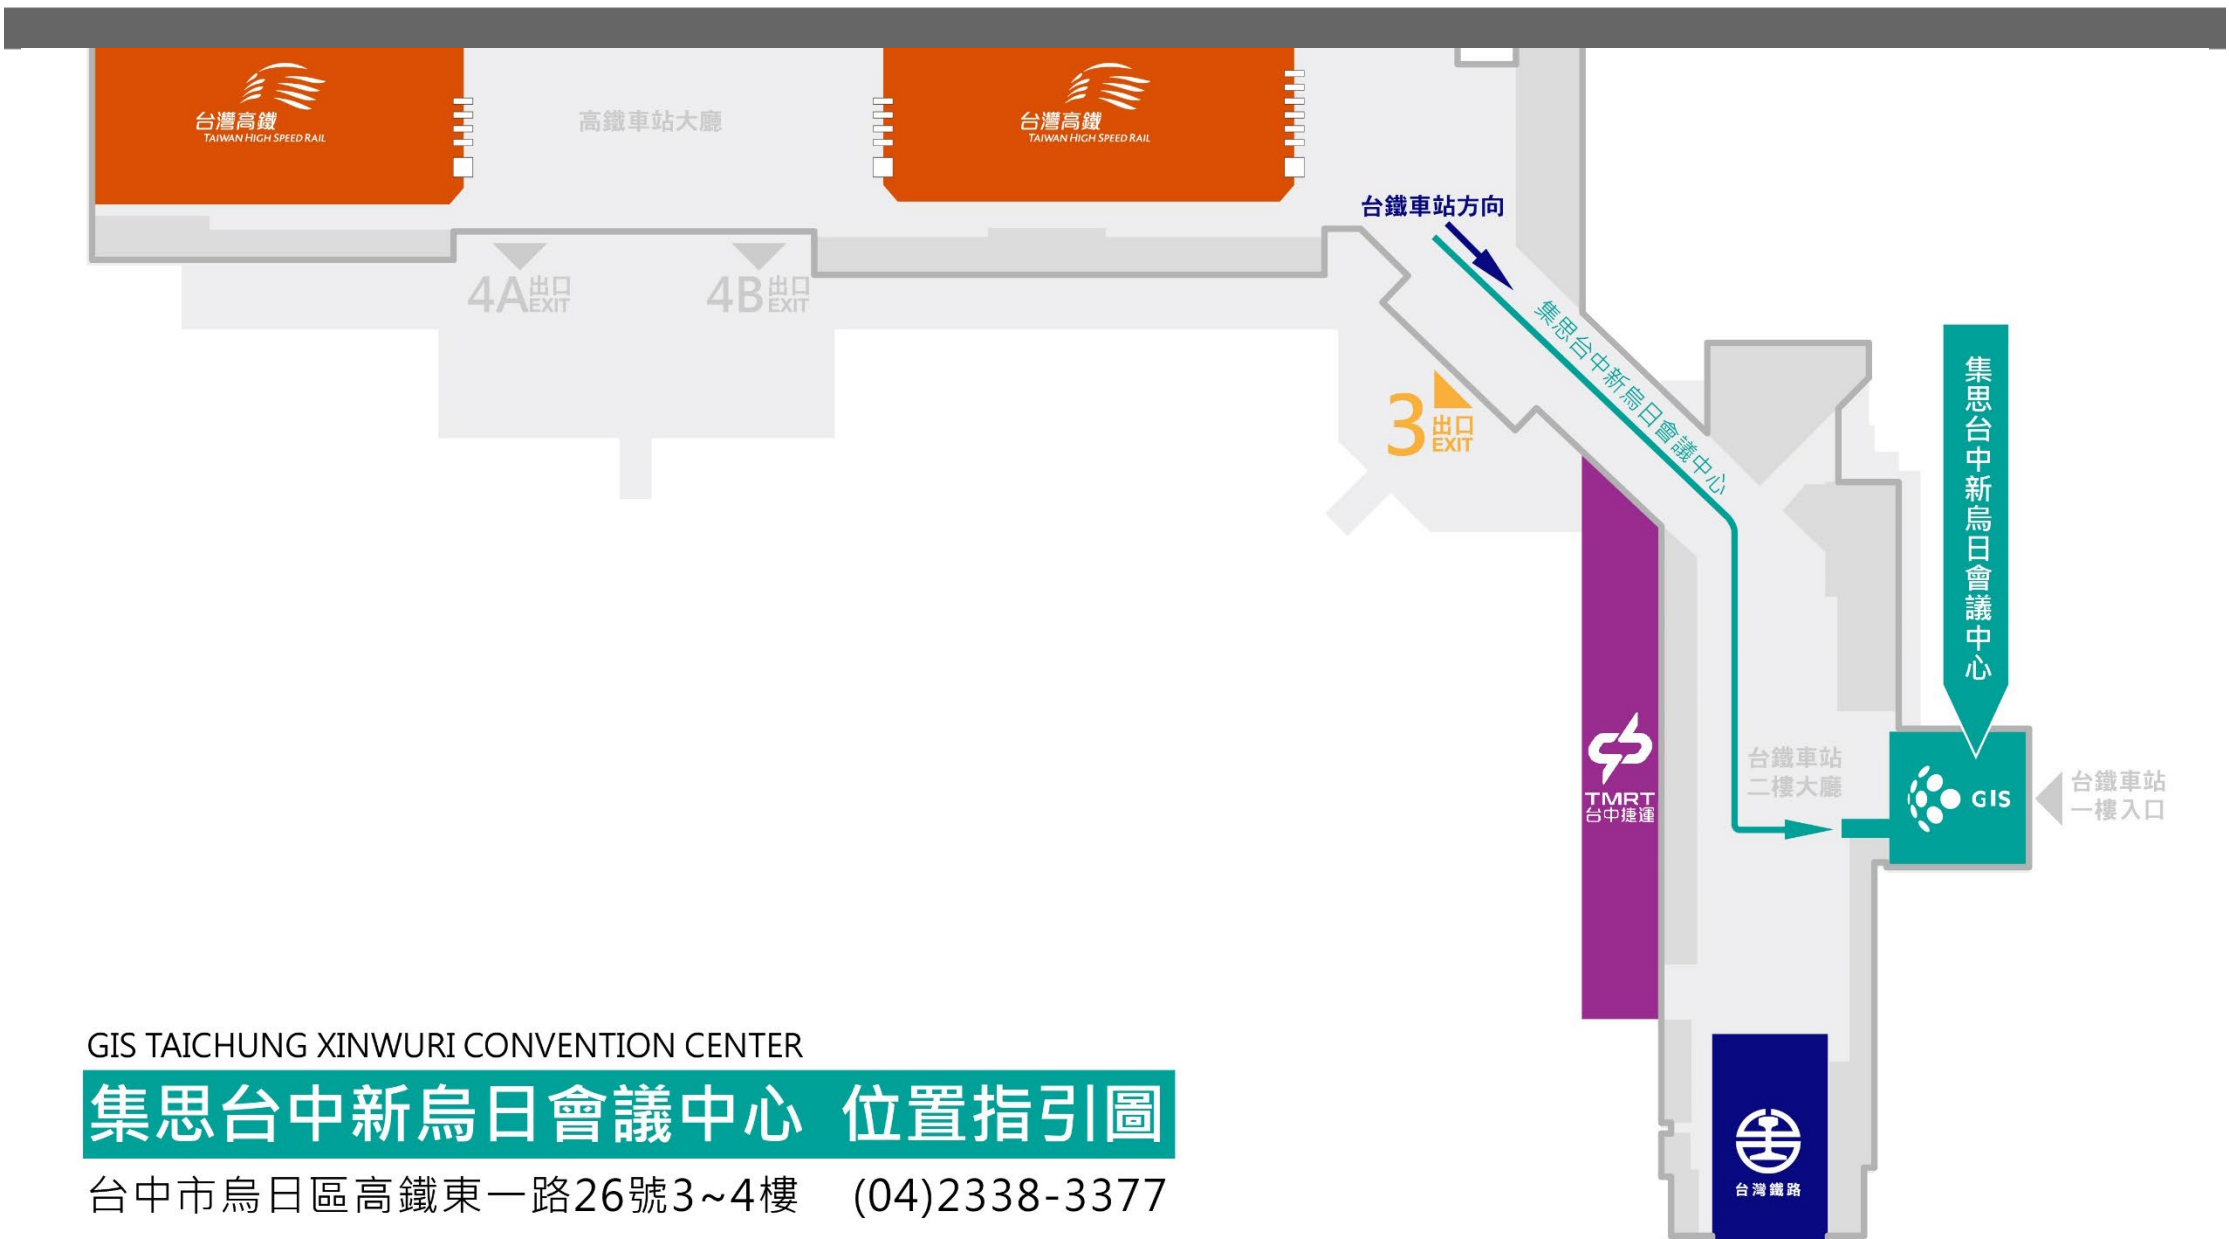 台灣高鐵
TAIWAN HIGH SPEED RAIL
高鐵車站大廳
台灣高鐵
TAIWAN HIGH SPEED RAIL
台鐵車站方向
4A出口
EXIT
4B出口
EXIT
3出口
EXIT
集思台中新烏日會議中心
集思台中新烏日會議中心
TMRT
台中捷運
台鐵車站
二樓大廳
GIS
台鐵車站
一樓入口
GIS TAICHUNG XINWURI CONVENTION CENTER
集思台中新烏日會議中心 位置指引圖
台中市烏日區高鐵東一路26號3~4樓 (04)2338-3377
台灣鐵路